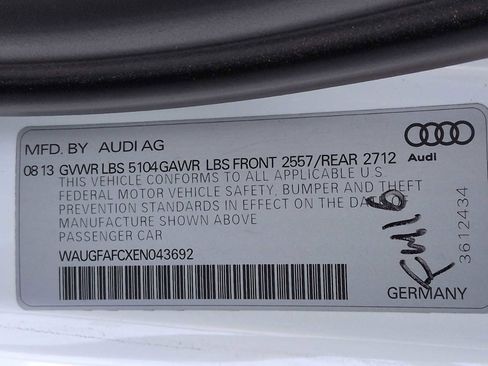 MFD. BY AUDI AG
08 13 GVWR LBS 5104 GAWR LBS FRONT 2557/REAR 2712
Audi
THIS VEHICLE CONFORMS TO ALL APPLICABLE U.S
FEDERAL MOTOR VEHICLE SAFETY, BUMPER AND THEFT
PREVENTION STANDARDS IN EFFECT ON THE DA
MANUFACTURE SHOWN ABOVE
PASSENGER CAR
WAUGFAFCXEN043692
3612434
GERMANY